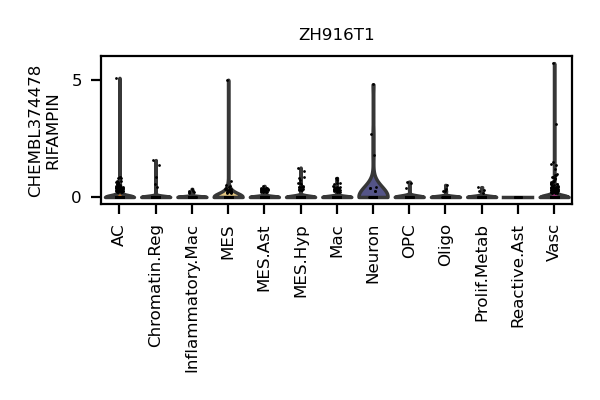 ZH916T1
CHEMBL374478
RIFAMPIN
5
0
AC
Chromatin.Reg
Inflammatory.Mac
MES
MES.Ast
MES.Hyp
Mac
Neuron
OPC
Oligo
Prolif.Metab
Reactive.Ast
Vasc